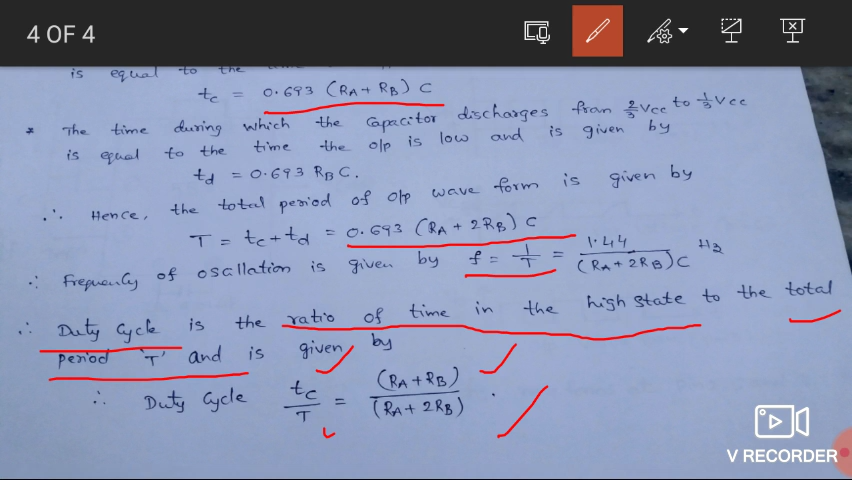 4 OF 4
is equal to the time
tc = 0.693 (RA + RB) C
* The time during which the Capacitor discharges from 2/3 Vcc to 1/3 Vcc
is equal to the time the o/p is low and is given by
td = 0.693 RB C.
∴ Hence, the total period of o/p wave form is given by
T = tc + td = 0.693 (RA + 2RB) C
∴ Frequency of oscillation is given by f = 1/T = 1.44/(RA + 2RB)C Hz
∴ Duty Cycle is the ratio of time in the high state to the total
period 'T' and is given by
∴ Duty Cycle tc/T = (RA + RB)/(RA + 2RB) .
V RECORDER